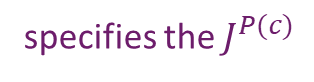 specifies the $J^{P(c)}$